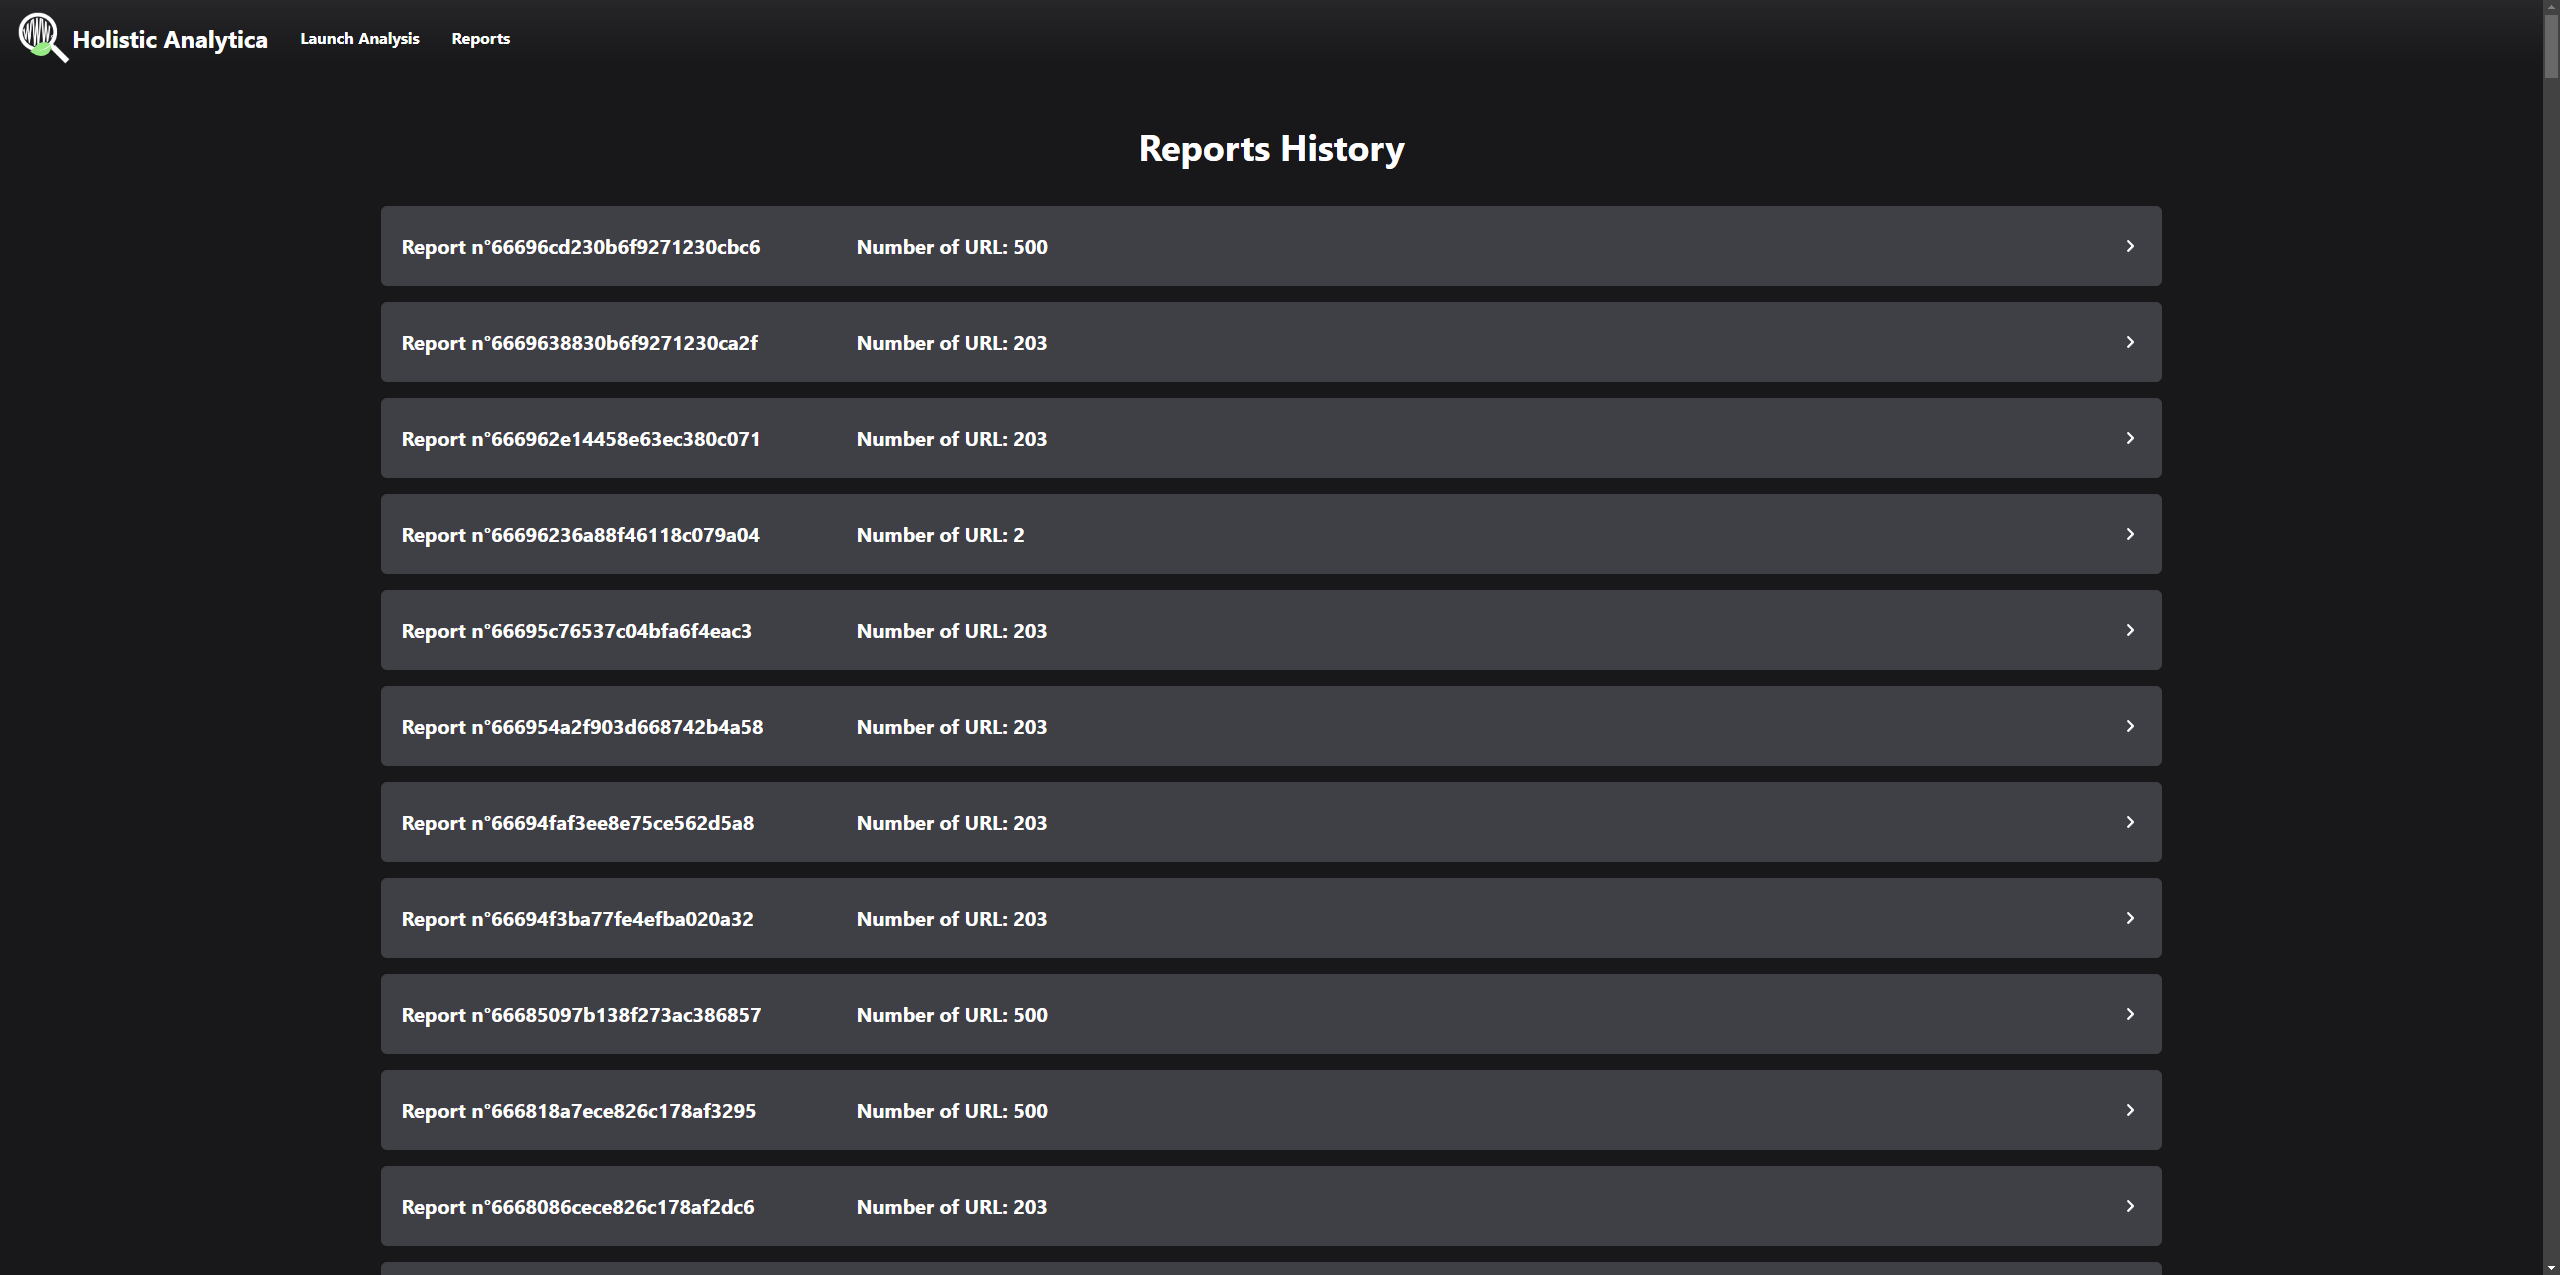 WWW
Holistic Analytica Launch Analysis Reports
Reports History
Report n°66696cd230b6f9271230cbc6 Number of URL: 500
Report n°6669638830b6f9271230ca2f Number of URL: 203
Report n°666962e14458e63ec380c071 Number of URL: 203
Report n°66696236a88f46118c079a04 Number of URL: 2
Report n°66695c76537c04bfa6f4eac3 Number of URL: 203
Report n°666954a2f903d668742b4a58 Number of URL: 203
Report n°66694faf3ee8e75ce562d5a8 Number of URL: 203
Report n°66694f3ba77fe4efba020a32 Number of URL: 203
Report n°66685097b138f273ac386857 Number of URL: 500
Report n°666818a7ece826c178af3295 Number of URL: 500
Report n°6668086cece826c178af2dc6 Number of URL: 203